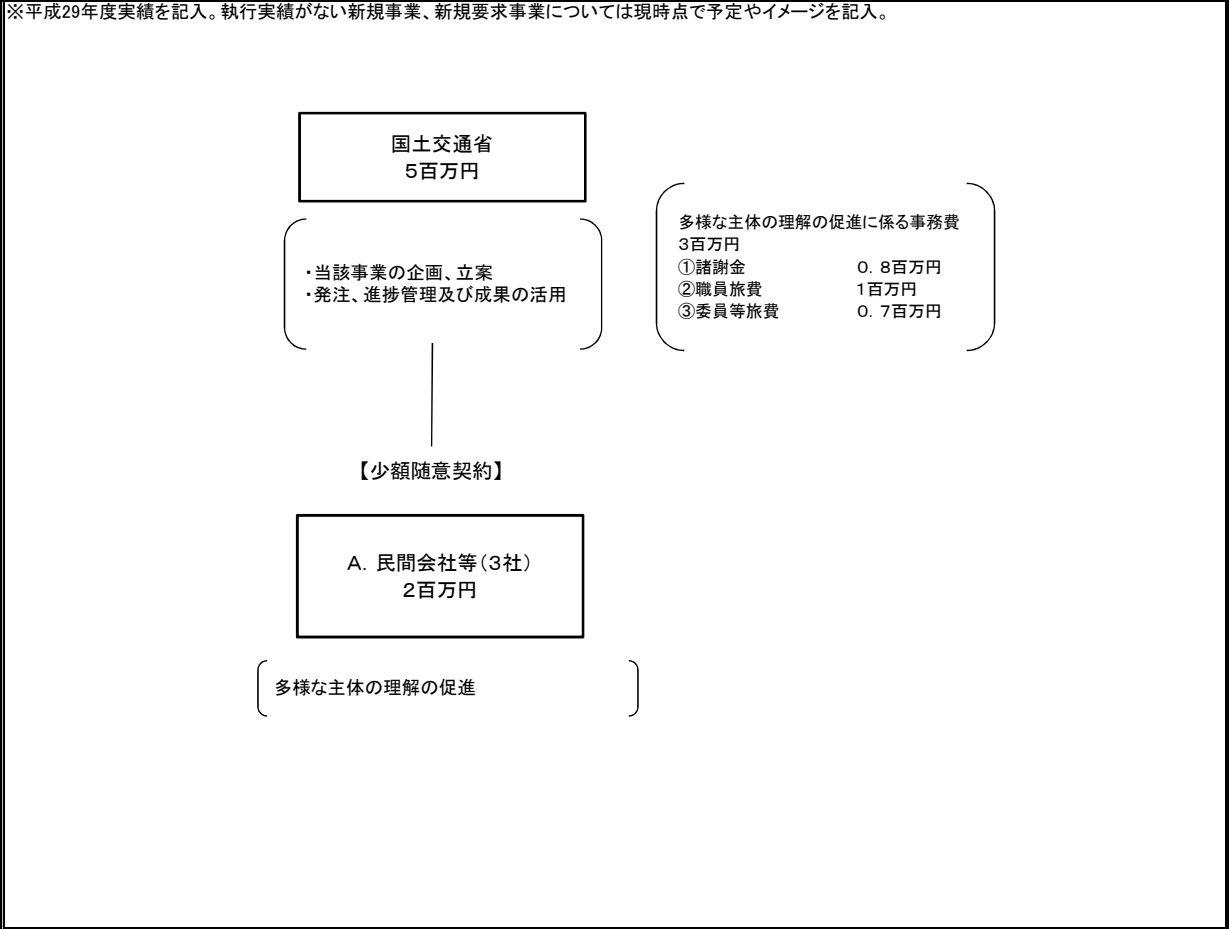 ※平成29年度実績を記入。執行実績がない新規事業、新規要求事業については現時点で予定やイメージを記入。
国土交通省
５百万円
・当該事業の企画、立案
・発注、進捗管理及び成果の活用
多様な主体の理解の促進に係る事務費
３百万円
①諸謝金　０．８百万円
②職員旅費　１百万円
③委員等旅費　０．７百万円
【少額随意契約】
Ａ．民間会社等（３社）
２百万円
多様な主体の理解の促進